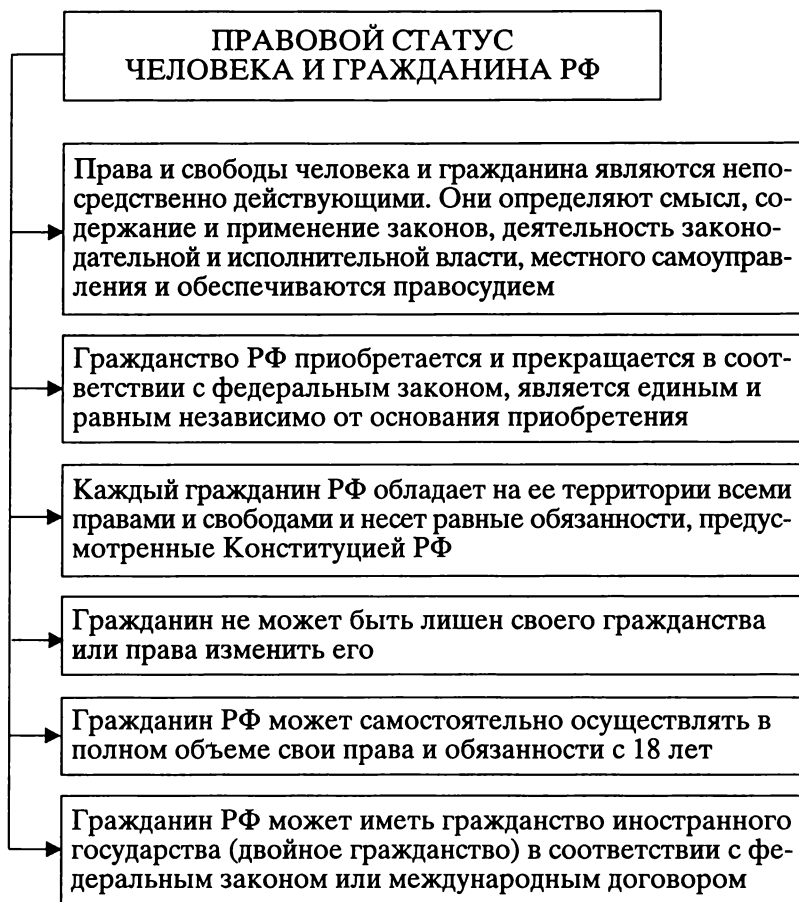 ПРАВОВОЙ СТАТУС
ЧЕЛОВЕКА И ГРАЖДАНИНА РФ
Права и свободы человека и гражданина являются непо-
средственно действующими. Они определяют смысл, со-
держание и применение законов, деятельность законо-
дательной и исполнительной власти, местного самоуправ-
ления и обеспечиваются правосудием
Гражданство РФ приобретается и прекращается в соот-
ветствии с федеральным законом, является единым и
равным независимо от основания приобретения
Каждый гражданин РФ обладает на ее территории всеми
правами и свободами и несет равные обязанности, предус-
мотренные Конституцией РФ
Гражданин не может быть лишен своего гражданства
или права изменить его
Гражданин РФ может самостоятельно осуществлять в
полном объеме свои права и обязанности с 18 лет
Гражданин РФ может иметь гражданство иностранного
государства (двойное гражданство) в соответствии с фе-
деральным законом или международным договором